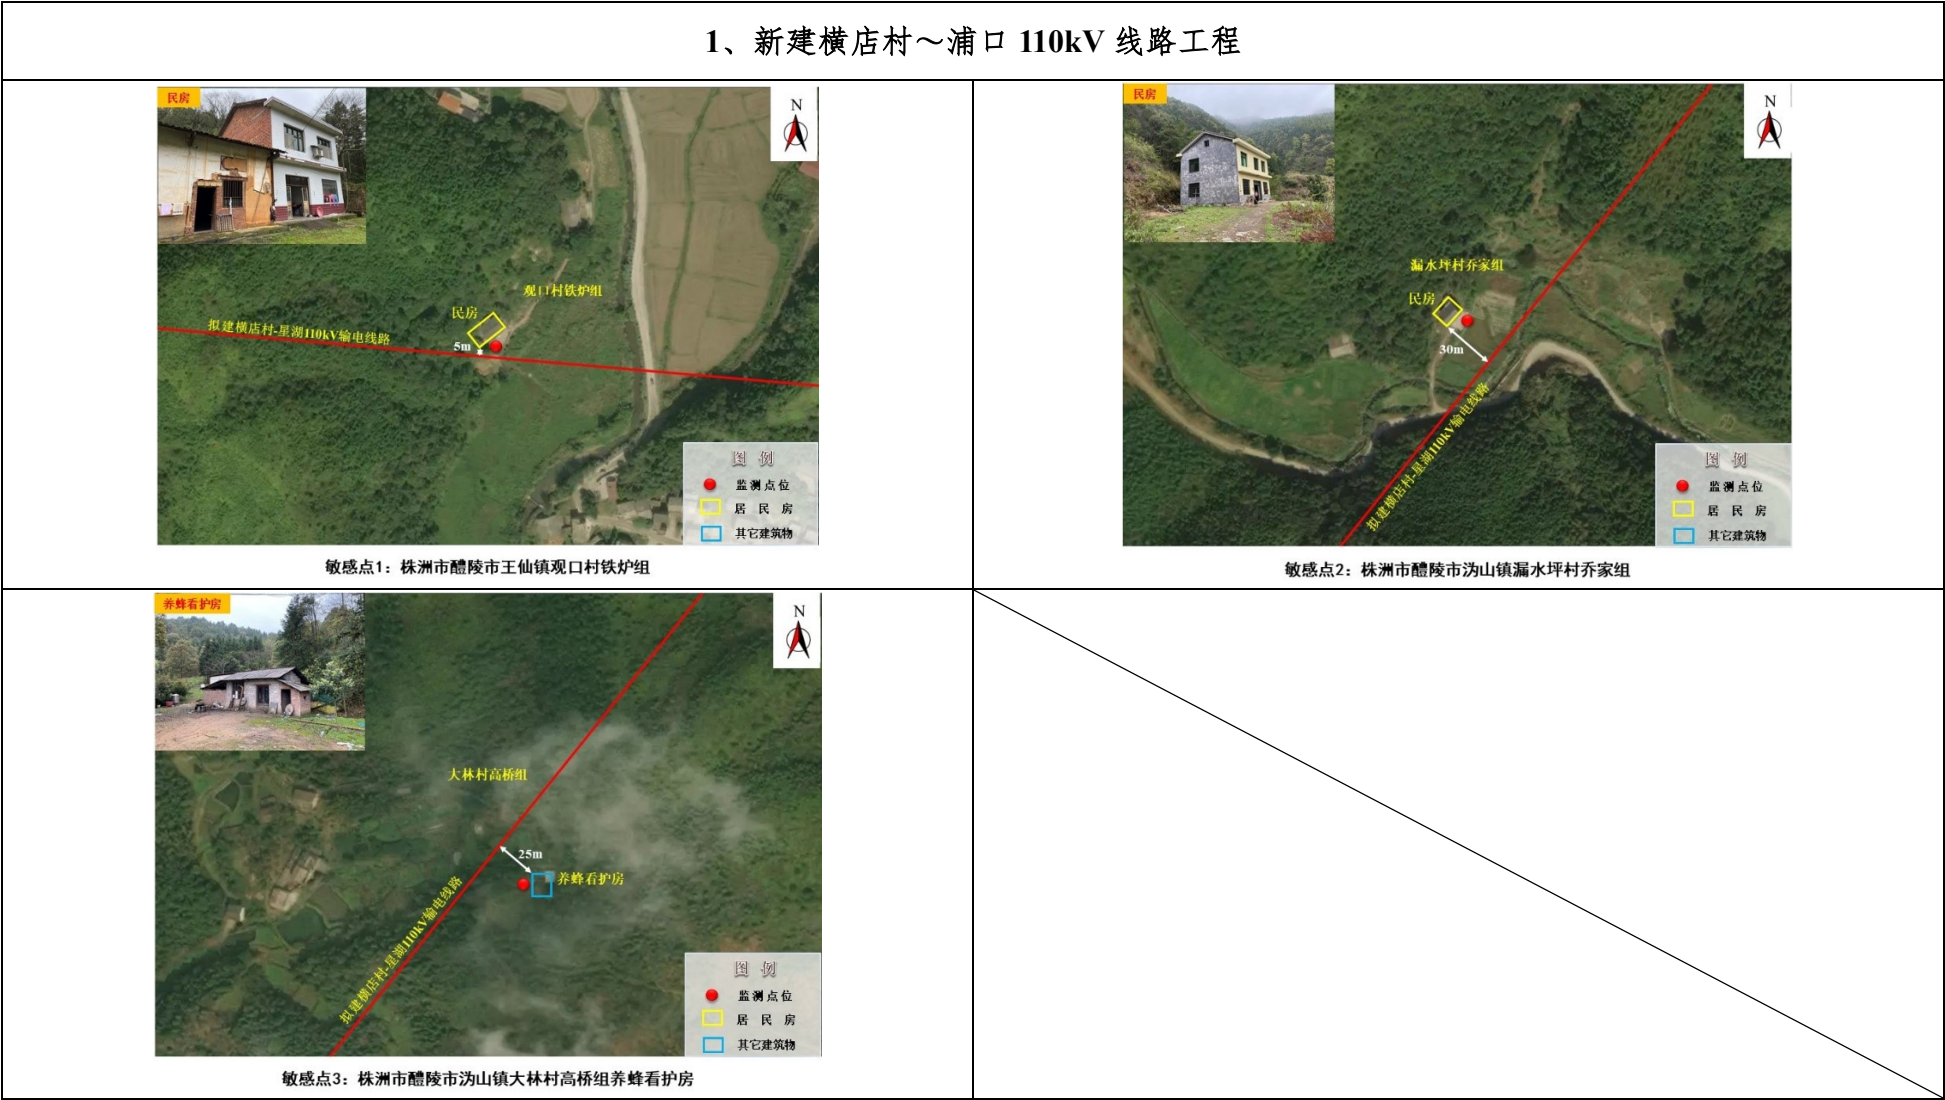 1、新建横店村～浦口 110kV 线路工程
民房
N
观口村铁炉组
民房
拟建横店村-星湖110kV输电线路
5m
图 例
监测点位
居 民 房
其它建筑物
敏感点1：株洲市醴陵市王仙镇观口村铁炉组
民房
N
漏水坪村乔家组
民房
30m
拟建横店村-星湖110kV输电线路
图 例
监测点位
居 民 房
其它建筑物
敏感点2：株洲市醴陵市沩山镇漏水坪村乔家组
养蜂看护房
N
大林村高桥组
25m
养蜂看护房
拟建横店村-星湖110kV输电线路
图 例
监测点位
居 民 房
其它建筑物
敏感点3：株洲市醴陵市沩山镇大林村高桥组养蜂看护房